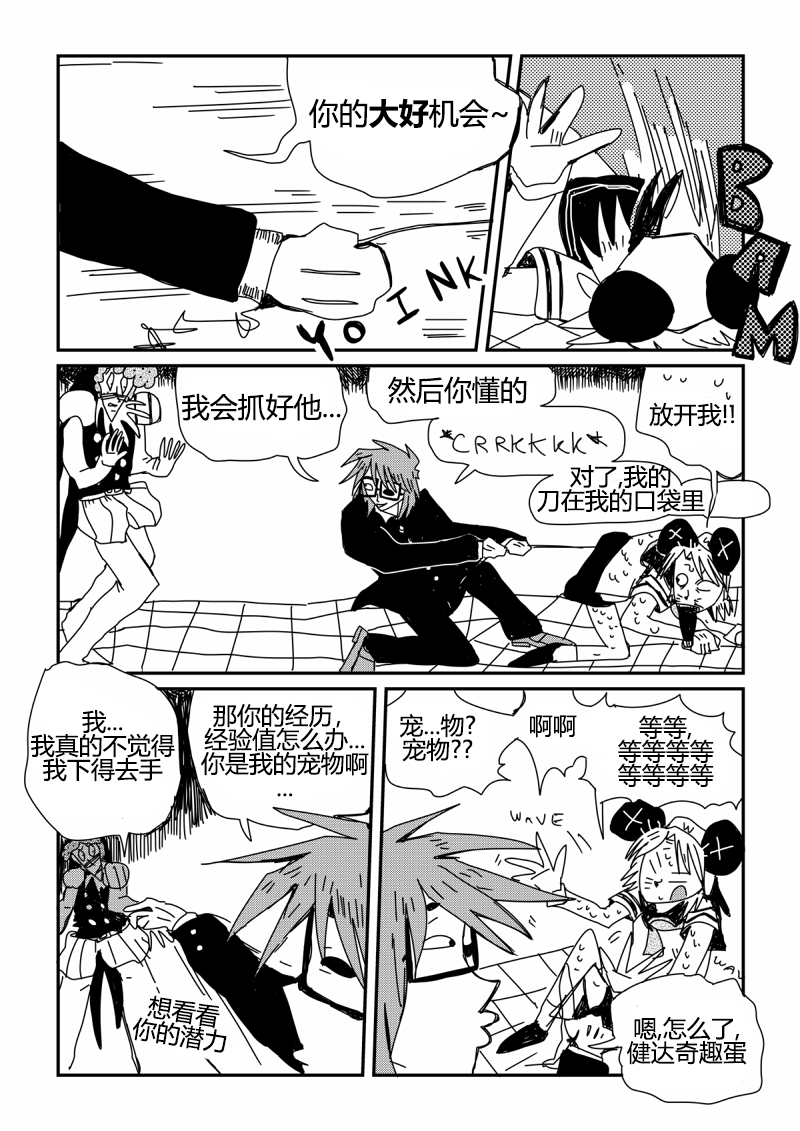 你的大好机会~
YOINK
BAM
我会抓好他...
然后你懂的
*CRRKKKK*
放开我!!
对了,我的
刀在我的口袋里
我...
我真的不觉得
我下得去手
那你的经历,
经验值怎么办...
你是我的宠物啊
...
想看看
你的潜力
宠...物?
宠物??
啊啊
等等,
等等等等
等等等等
WAVE
WAVE
嗯,怎么了,
健达奇趣蛋